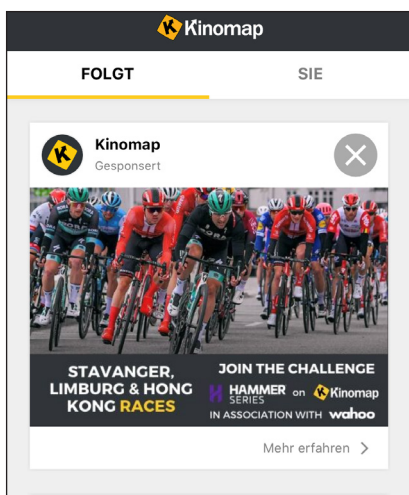 Kinomap
FOLGT SIE
Kinomap
Gesponsert
STAVANGER,
LIMBURG & HONG
KONG RACES
JOIN THE CHALLENGE
HAMMER SERIES on Kinomap
IN ASSOCIATION WITH wahoo
Mehr erfahren